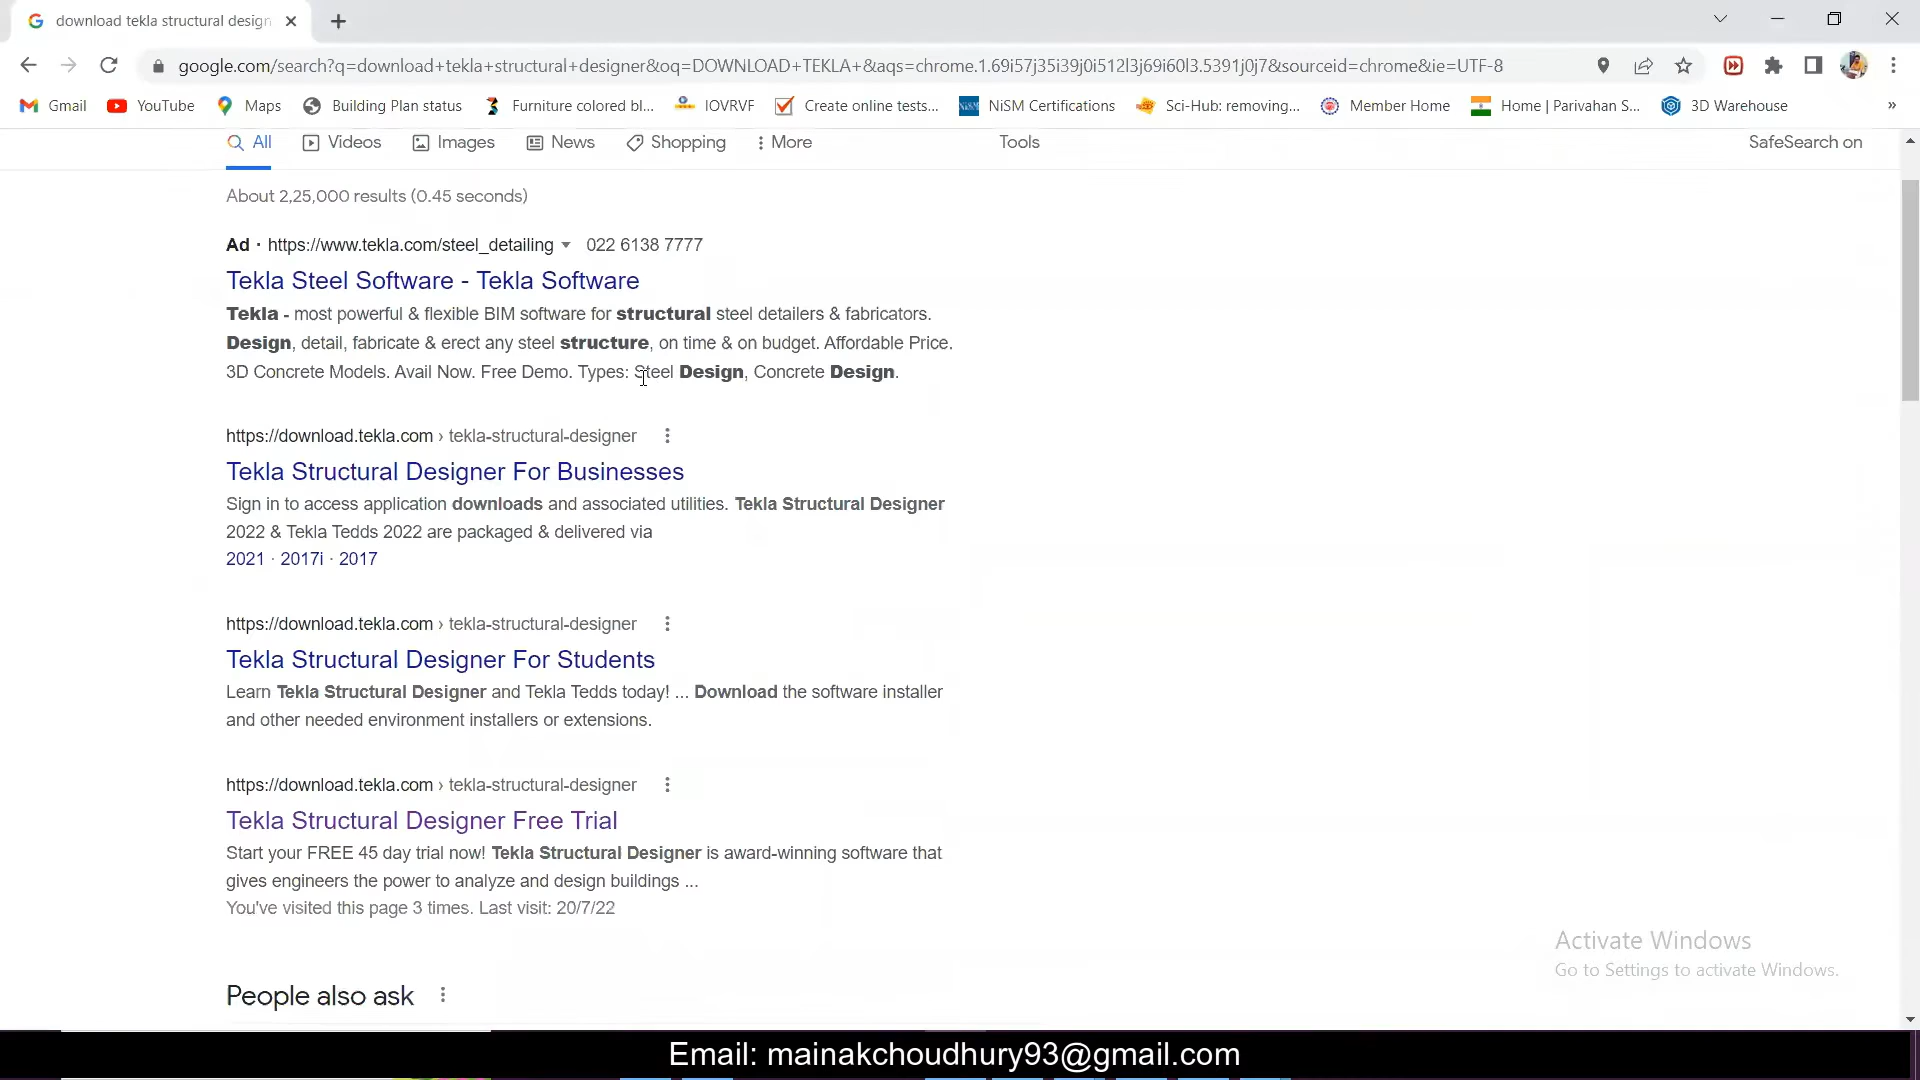 download tekla structural design
google.com/search?q=download+tekla+structural+designer&oq=DOWNLOAD+TEKLA+&aqs=chrome.1.69i57j35i39j0i512l3j69i60l3.5391j0j7&sourceid=chrome&ie=UTF-8
Gmail YouTube Maps Building Plan status Furniture colored bl... IOVRVF Create online tests... NiSM Certifications Sci-Hub: removing... Member Home Home | Parivahan S... 3D Warehouse »
All Videos Images News Shopping More Tools SafeSearch on
About 2,25,000 results (0.45 seconds)
Ad · https://www.tekla.com/steel_detailing 022 6138 7777
Tekla Steel Software - Tekla Software
Tekla - most powerful & flexible BIM software for structural steel detailers & fabricators.
Design, detail, fabricate & erect any steel structure, on time & on budget. Affordable Price.
3D Concrete Models. Avail Now. Free Demo. Types: Steel Design, Concrete Design.
https://download.tekla.com › tekla-structural-designer
Tekla Structural Designer For Businesses
Sign in to access application downloads and associated utilities. Tekla Structural Designer
2022 & Tekla Tedds 2022 are packaged & delivered via
2021 · 2017i · 2017
https://download.tekla.com › tekla-structural-designer
Tekla Structural Designer For Students
Learn Tekla Structural Designer and Tekla Tedds today! ... Download the software installer
and other needed environment installers or extensions.
https://download.tekla.com › tekla-structural-designer
Tekla Structural Designer Free Trial
Start your FREE 45 day trial now! Tekla Structural Designer is award-winning software that
gives engineers the power to analyze and design buildings ...
You've visited this page 3 times. Last visit: 20/7/22
Activate Windows
Go to Settings to activate Windows.
People also ask
Email: mainakchoudhury93@gmail.com